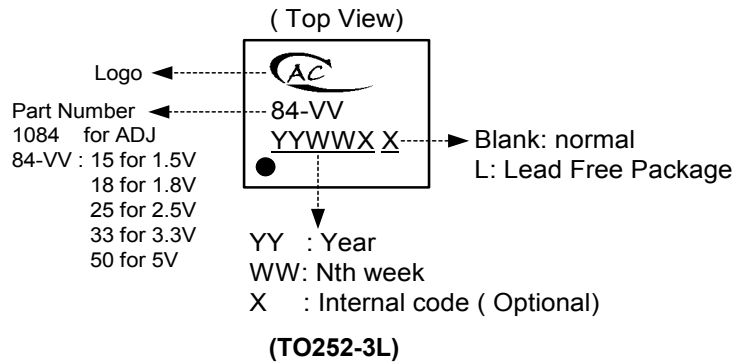 ( Top View)
Logo
AC
Part Number
84-VV
1084 for ADJ
YYWWX X
Blank: normal
84-VV : 15 for 1.5V
L: Lead Free Package
18 for 1.8V
25 for 2.5V
33 for 3.3V
50 for 5V
YY : Year
WW: Nth week
X : Internal code ( Optional)
(TO252-3L)